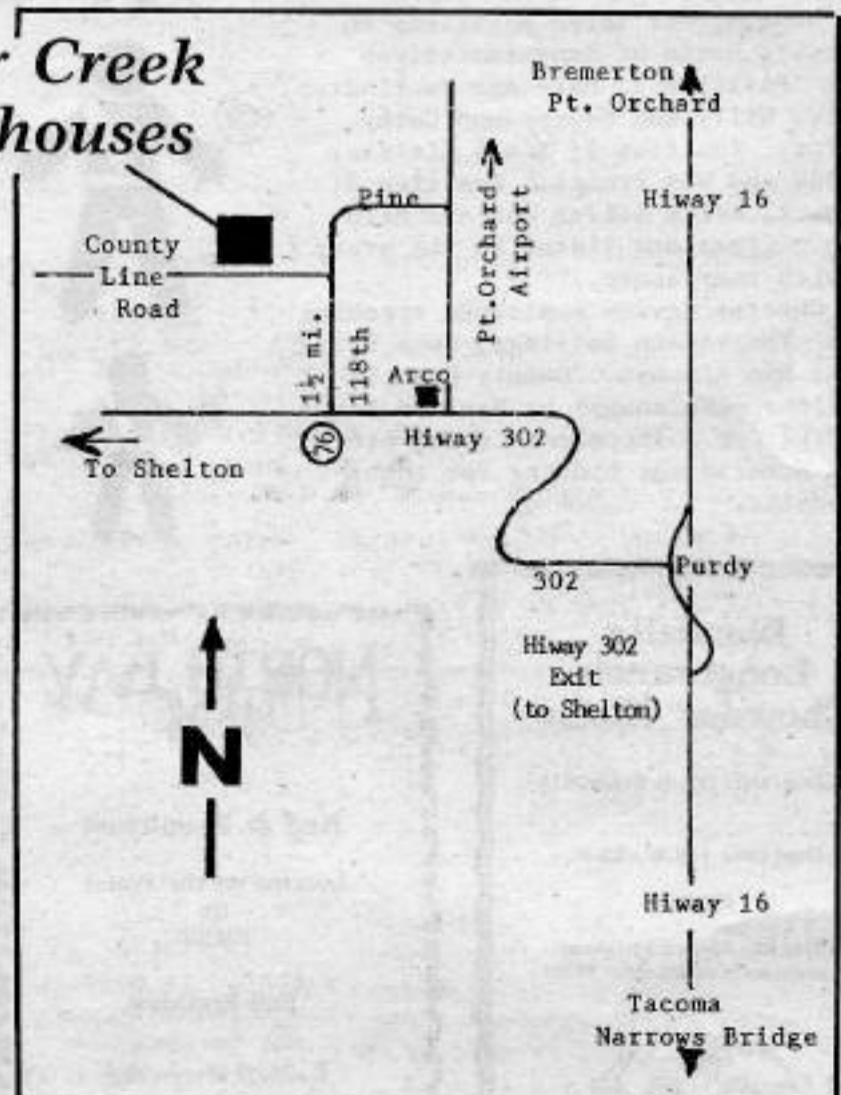 Creek
houses
Bremerton
Pt. Orchard
Hiway 16
Pine
County
Line
Road
Pt. Orchard
Airport
1½ mi.
118th
Arco
76
Hiway 302
To Shelton
302
Purdy
Hiway 302
Exit
(to Shelton)
N
Hiway 16
Tacoma
Narrows Bridge